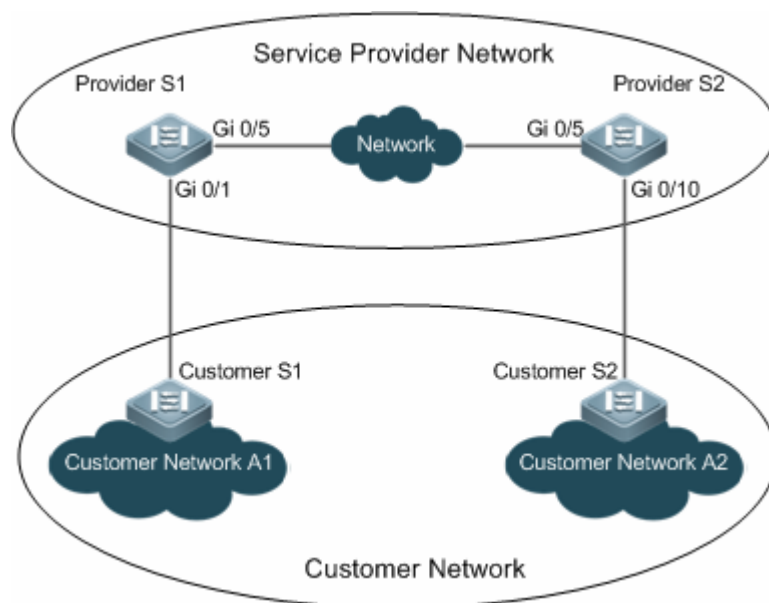 Service Provider Network
Provider S1
Provider S2
Gi 0/5
Network
Gi 0/5
Gi 0/1
Gi 0/10
Customer S1
Customer S2
Customer Network A1
Customer Network A2
Customer Network